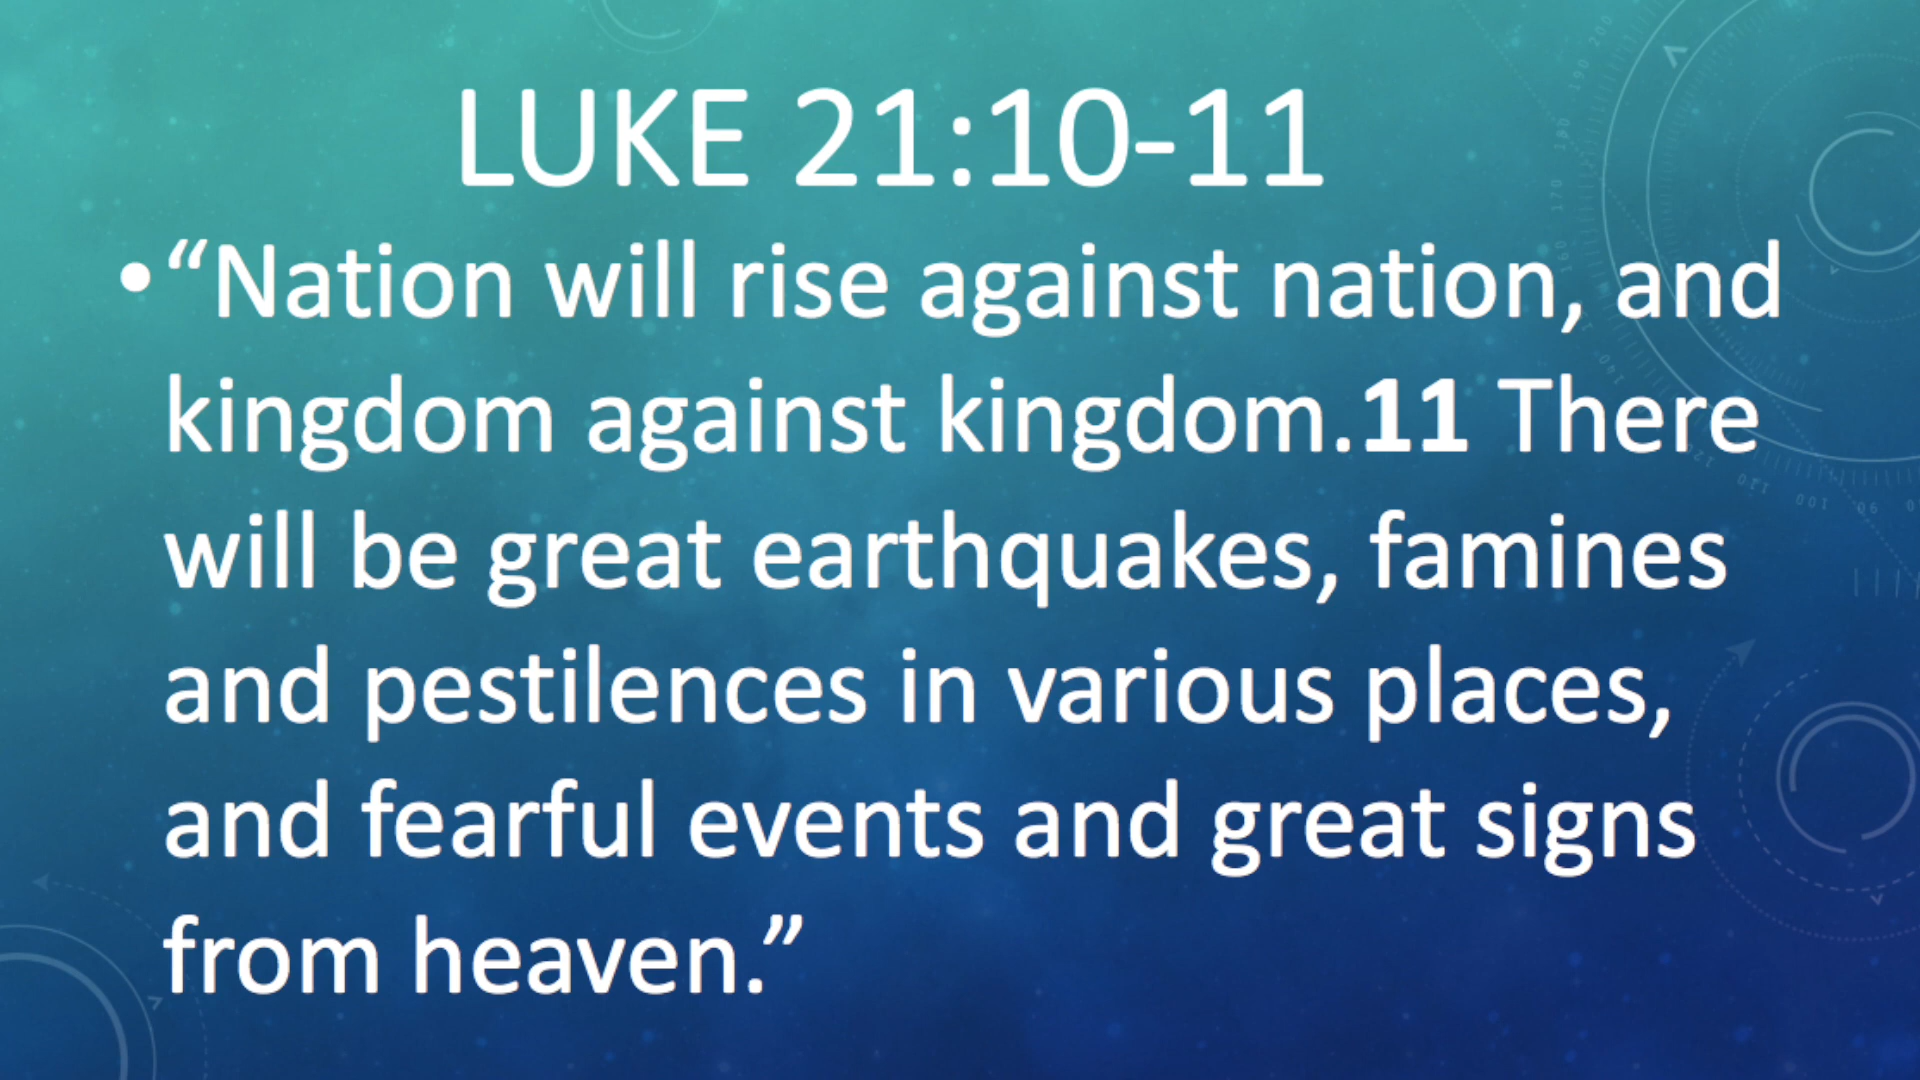 LUKE 21:10-11
• “Nation will rise against nation, and
kingdom against kingdom.11 There
will be great earthquakes, famines
and pestilences in various places,
and fearful events and great signs
from heaven.”